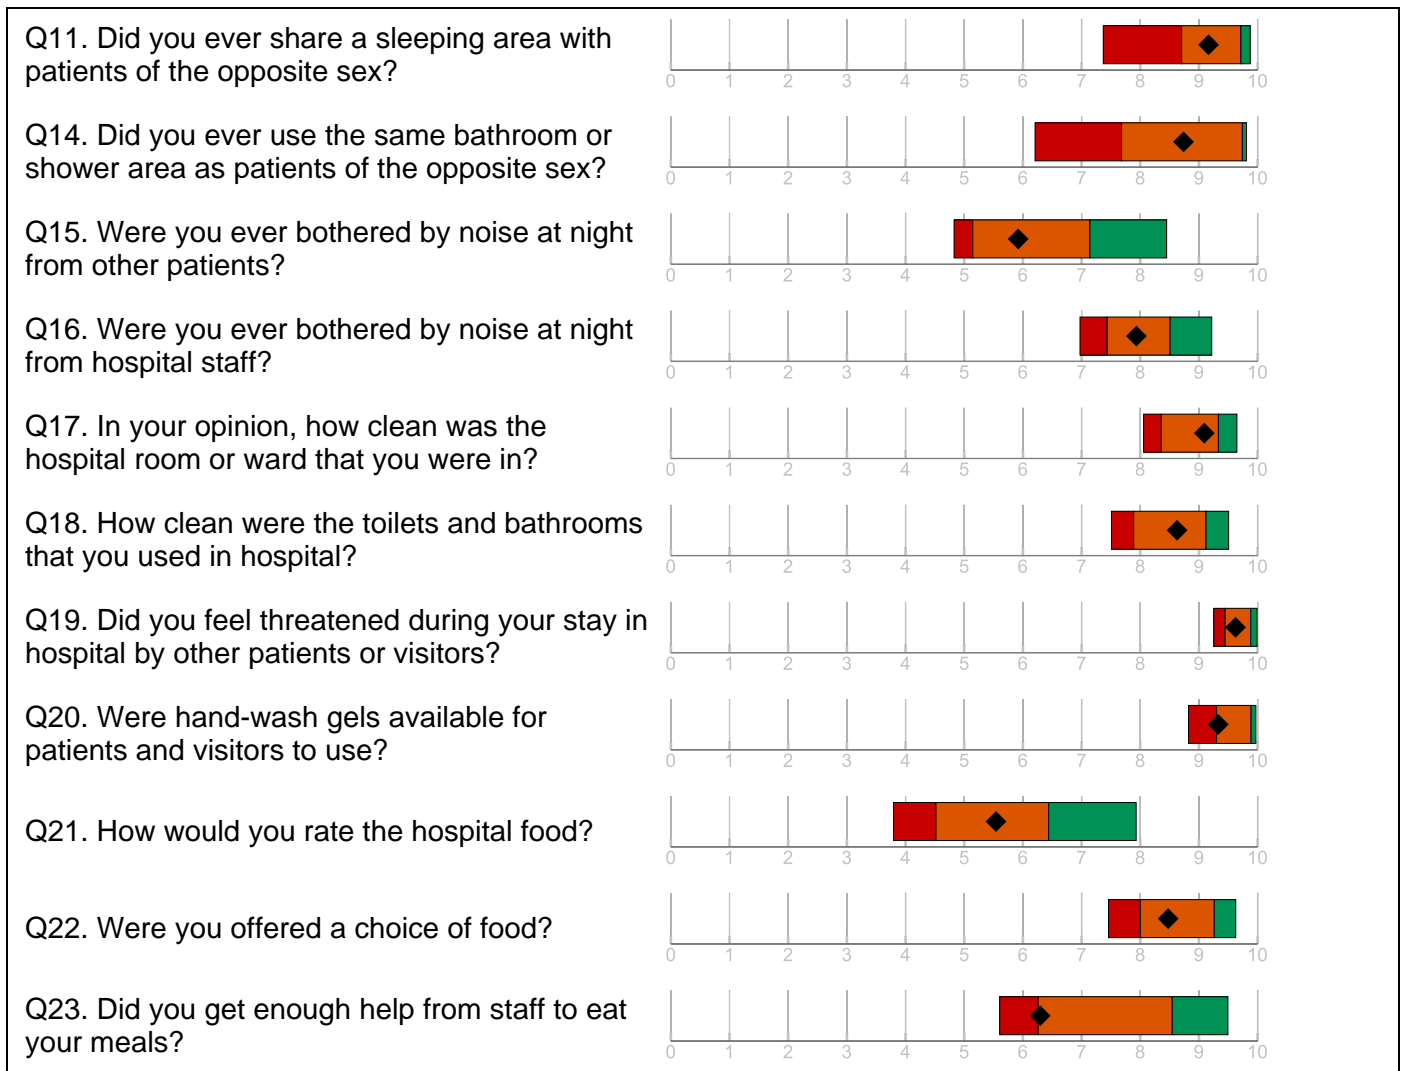 Q11. Did you ever share a sleeping area with
patients of the opposite sex?
0 1 2 3 4 5 6 7 8 9 10
Q14. Did you ever use the same bathroom or
shower area as patients of the opposite sex?
0 1 2 3 4 5 6 7 8 9 10
Q15. Were you ever bothered by noise at night
from other patients?
0 1 2 3 4 5 6 7 8 9 10
Q16. Were you ever bothered by noise at night
from hospital staff?
0 1 2 3 4 5 6 7 8 9 10
Q17. In your opinion, how clean was the
hospital room or ward that you were in?
0 1 2 3 4 5 6 7 8 9 10
Q18. How clean were the toilets and bathrooms
that you used in hospital?
0 1 2 3 4 5 6 7 8 9 10
Q19. Did you feel threatened during your stay in
hospital by other patients or visitors?
0 1 2 3 4 5 6 7 8 9 10
Q20. Were hand-wash gels available for
patients and visitors to use?
0 1 2 3 4 5 6 7 8 9 10
Q21. How would you rate the hospital food?
0 1 2 3 4 5 6 7 8 9 10
Q22. Were you offered a choice of food?
0 1 2 3 4 5 6 7 8 9 10
Q23. Did you get enough help from staff to eat
your meals?
0 1 2 3 4 5 6 7 8 9 10